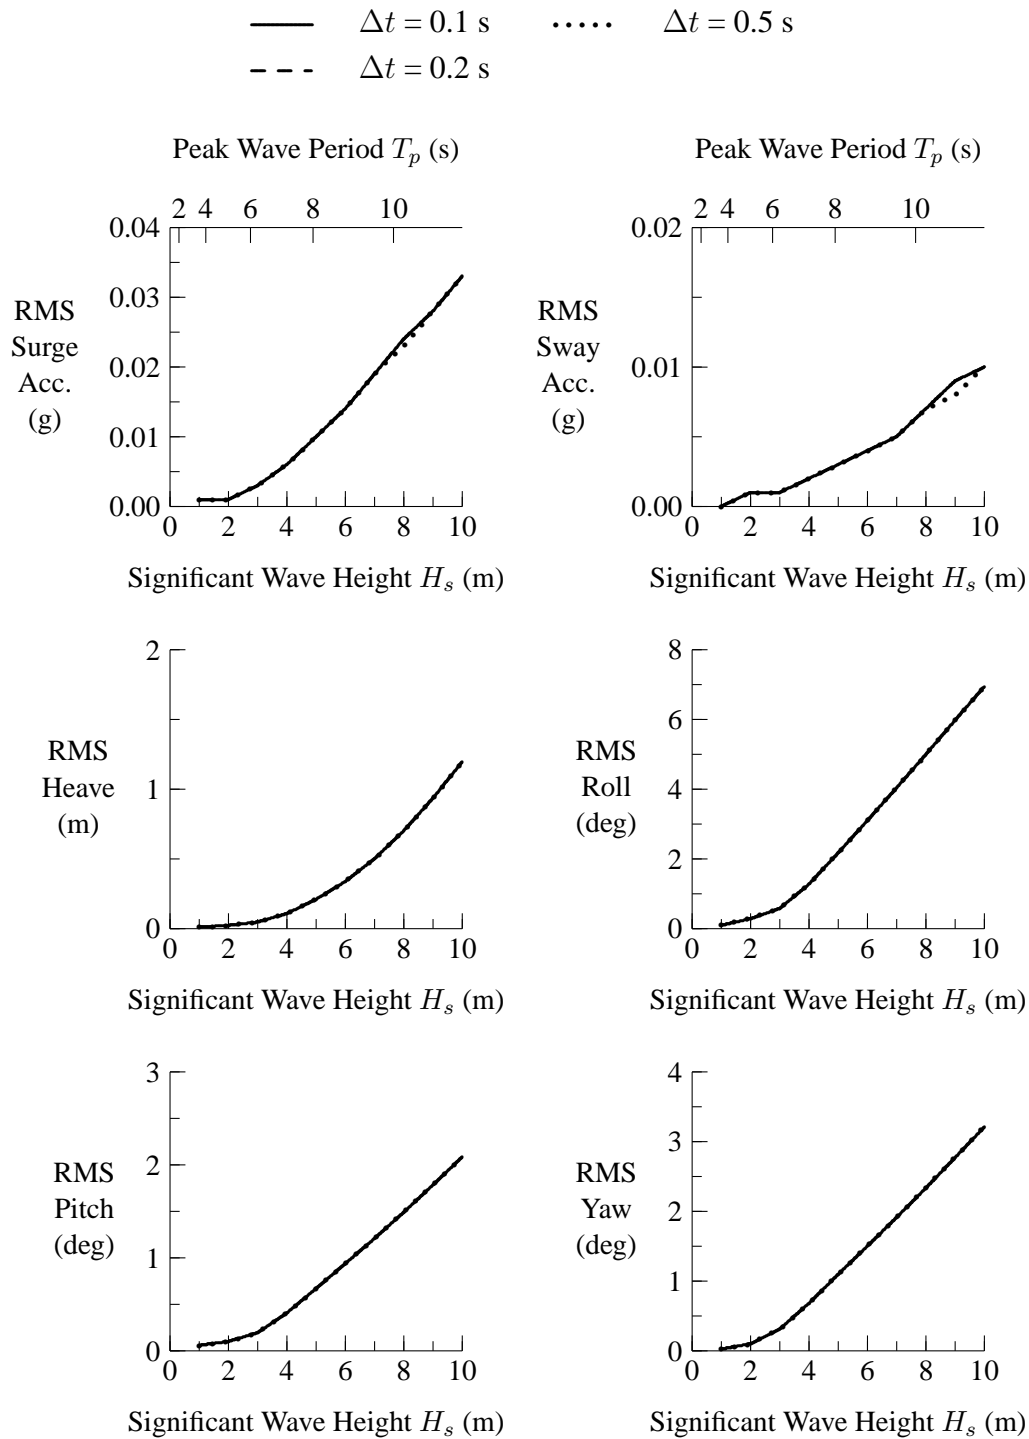 Δt = 0.1 s
Δt = 0.5 s
Δt = 0.2 s
Peak Wave Period T_p (s)
2 4 6 8 10
0.04
0.03
0.02
0.01
0.00
RMS
Surge
Acc.
(g)
0 2 4 6 8 10
Significant Wave Height H_s (m)
Peak Wave Period T_p (s)
2 4 6 8 10
0.02
0.01
0.00
RMS
Sway
Acc.
(g)
0 2 4 6 8 10
Significant Wave Height H_s (m)
2
1
0
RMS
Heave
(m)
0 2 4 6 8 10
Significant Wave Height H_s (m)
8
6
4
2
0
RMS
Roll
(deg)
0 2 4 6 8 10
Significant Wave Height H_s (m)
3
2
1
0
RMS
Pitch
(deg)
0 2 4 6 8 10
Significant Wave Height H_s (m)
4
3
2
1
0
RMS
Yaw
(deg)
0 2 4 6 8 10
Significant Wave Height H_s (m)